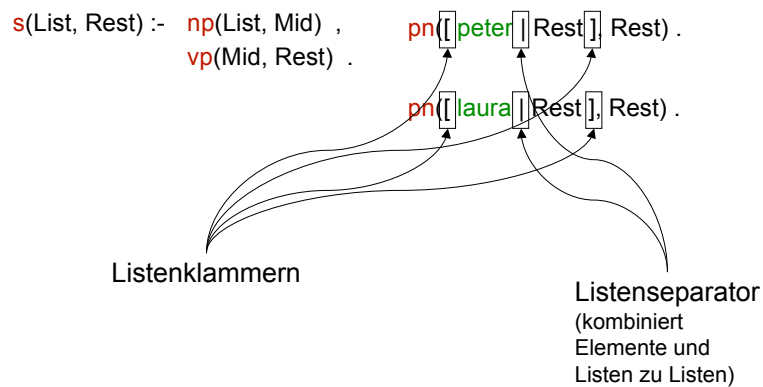 s(List, Rest) :- np(List, Mid) , pn([ peter | Rest ], Rest) .
vp(Mid, Rest) .
pn([ laura | Rest ], Rest) .
Listenklammern
Listenseparator
(kombiniert
Elemente und
Listen zu Listen)